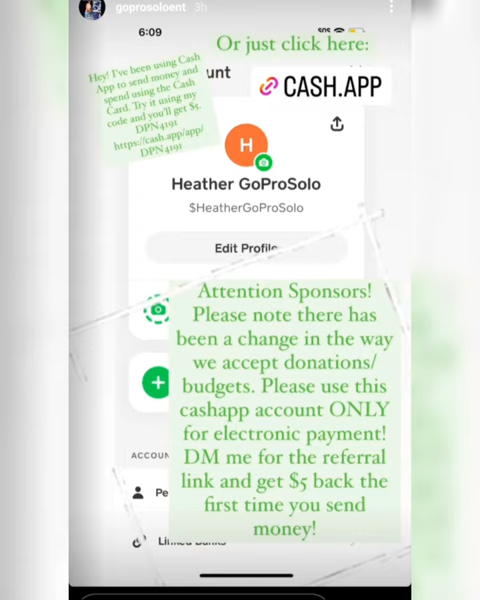 goprosoloent 3h
6:09
SOS
Or just click here:
Hey! I've been using Cash
App to send money and
spend using the Cash
Card. Try it using my
code and you'll get $5.
DPN4191
https://cash.app/app/
DPN4191
unt
CASH.APP
H
Heather GoProSolo
$HeatherGoProSolo
Edit Profile
Attention Sponsors!
Please note there has
been a change in the way
we accept donations/
budgets. Please use this
cashapp account ONLY
for electronic payment!
DM me for the referral
link and get $5 back the
first time you send
money!
ACCOUN
Pe
Linked Banks